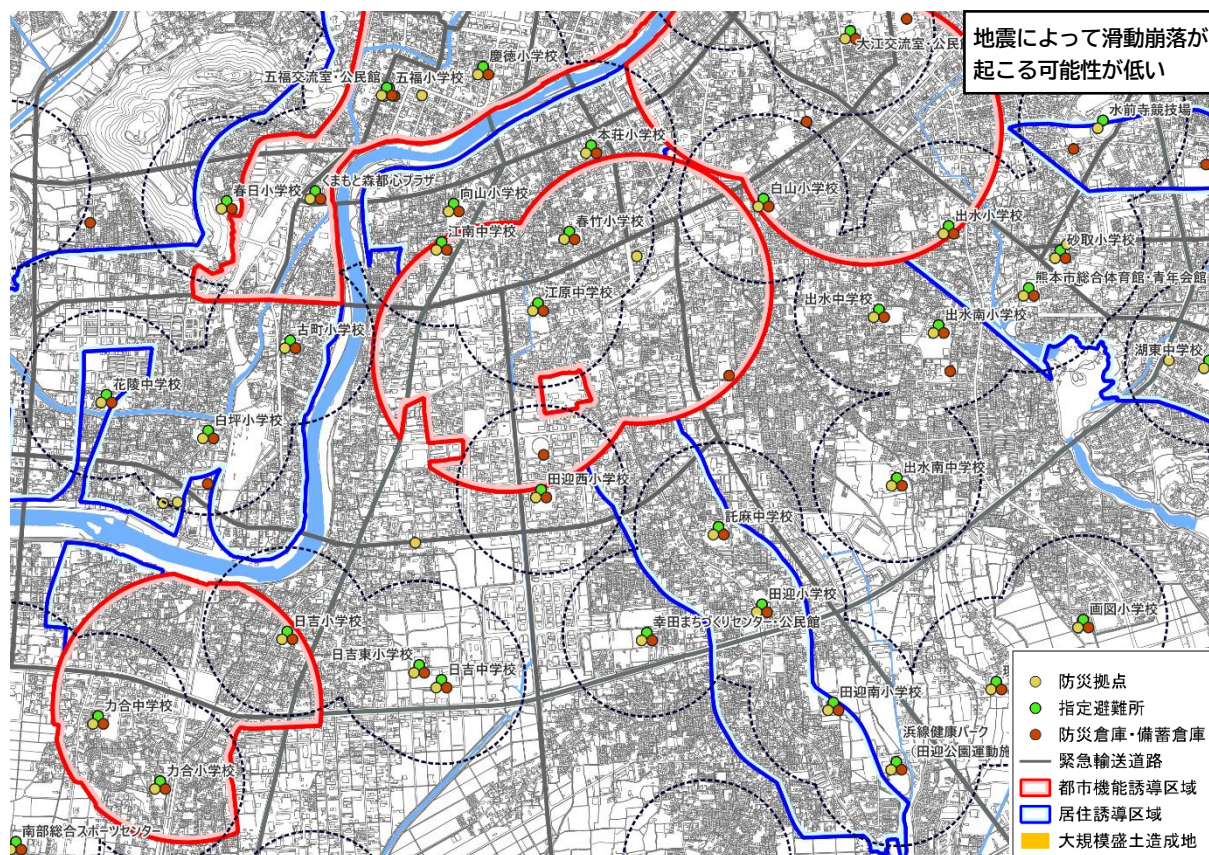 地震によって滑動崩落が
起こる可能性が低い
大江交流室・公民
慶徳小学校
五福交流室・公民館
五福小学校
水前寺競技場
本荘小学校
春日小学校
くまもと森都心プラザ
向山小学校
白山小学校
春竹小学校
出水小学校
江南中学校
砂取小学校
熊本市総合体育館・青年会館
江原中学校
出水中学校
出水南小学校
古町小学校
湖東中学校
花陵中学校
白坪小学校
出水南中学校
田迎西小学校
託麻中学校
田迎小学校
画図小学校
幸田まちづくりセンター・公民館
日吉小学校
日吉東小学校
日吉中学校
田迎南小学校
力合中学校
浜線健康パーク
（田迎公園運動施
力合小学校
南部総合スポーツセンター
防災拠点
指定避難所
防災倉庫・備蓄倉庫
緊急輸送道路
都市機能誘導区域
居住誘導区域
大規模盛土造成地